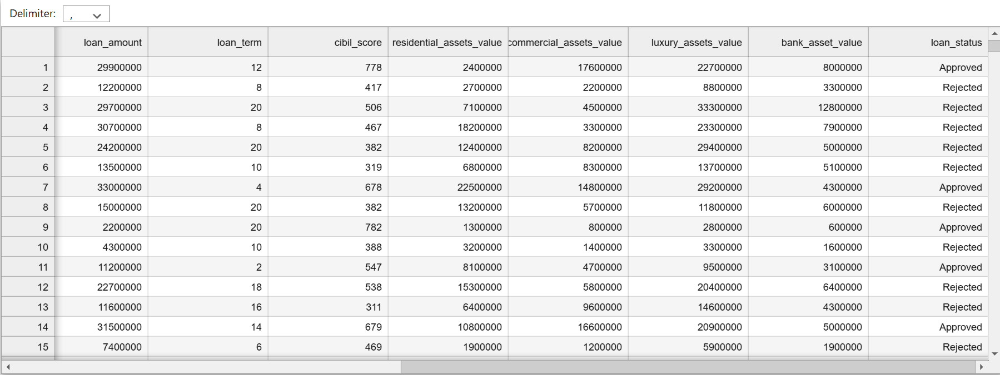 Delimiter: ,
loan_amount loan_term cibil_score residential_assets_value commercial_assets_value luxury_assets_value bank_asset_value loan_status
1 29900000 12 778 2400000 17600000 22700000 8000000 Approved
2 12200000 8 417 2700000 2200000 8800000 3300000 Rejected
3 29700000 20 506 7100000 4500000 33300000 12800000 Rejected
4 30700000 8 467 18200000 3300000 23300000 7900000 Rejected
5 24200000 20 382 12400000 8200000 29400000 5000000 Rejected
6 13500000 10 319 6800000 8300000 13700000 5100000 Rejected
7 33000000 4 678 22500000 14800000 29200000 4300000 Approved
8 15000000 20 382 13200000 5700000 11800000 6000000 Rejected
9 2200000 20 782 1300000 800000 2800000 600000 Approved
10 4300000 10 388 3200000 1400000 3300000 1600000 Rejected
11 11200000 2 547 8100000 4700000 9500000 3100000 Approved
12 22700000 18 538 15300000 5800000 20400000 6400000 Rejected
13 11600000 16 311 6400000 9600000 14600000 4300000 Rejected
14 31500000 14 679 10800000 16600000 20900000 5000000 Approved
15 7400000 6 469 1900000 1200000 5900000 1900000 Rejected